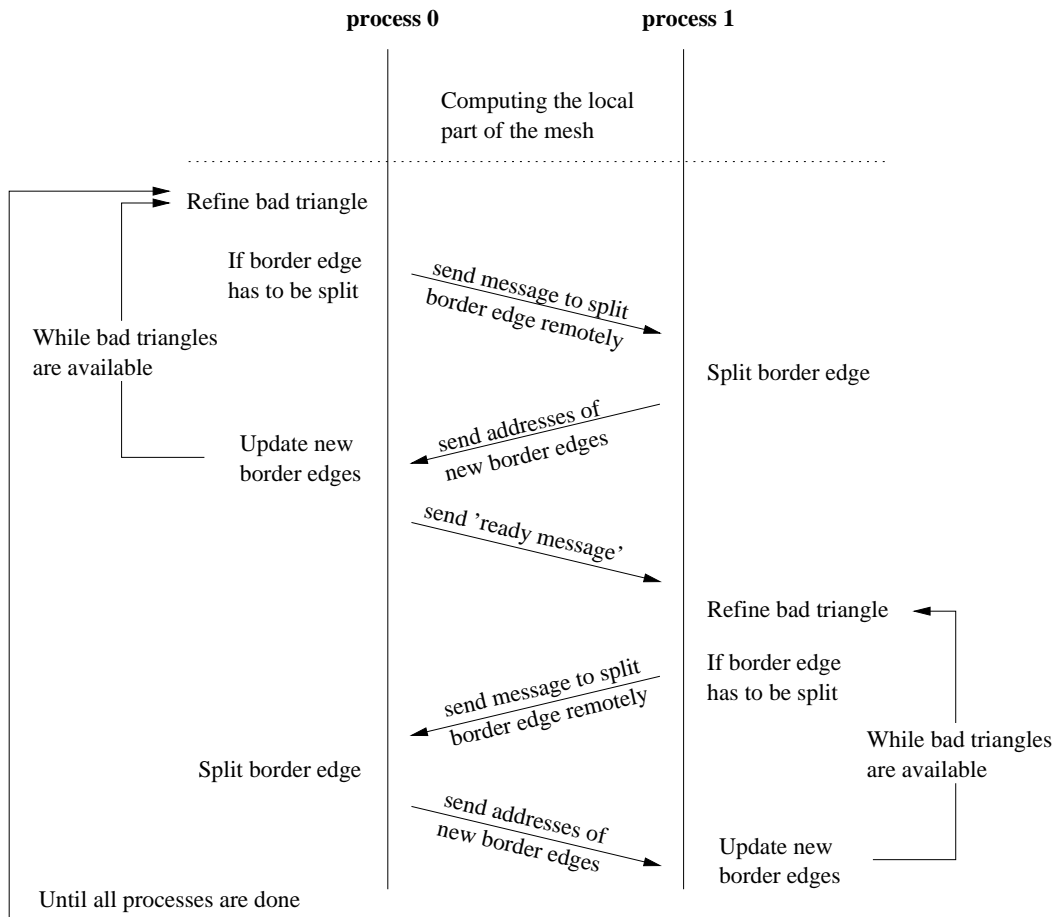 process 0
process 1
Computing the local
part of the mesh
Refine bad triangle
If border edge
has to be split
send message to split
border edge remotely
While bad triangles
are available
Split border edge
send addresses of
new border edges
Update new
border edges
send ’ready message’
Refine bad triangle
If border edge
has to be split
send message to split
border edge remotely
While bad triangles
are available
Split border edge
send addresses of
new border edges
Update new
border edges
Until all processes are done